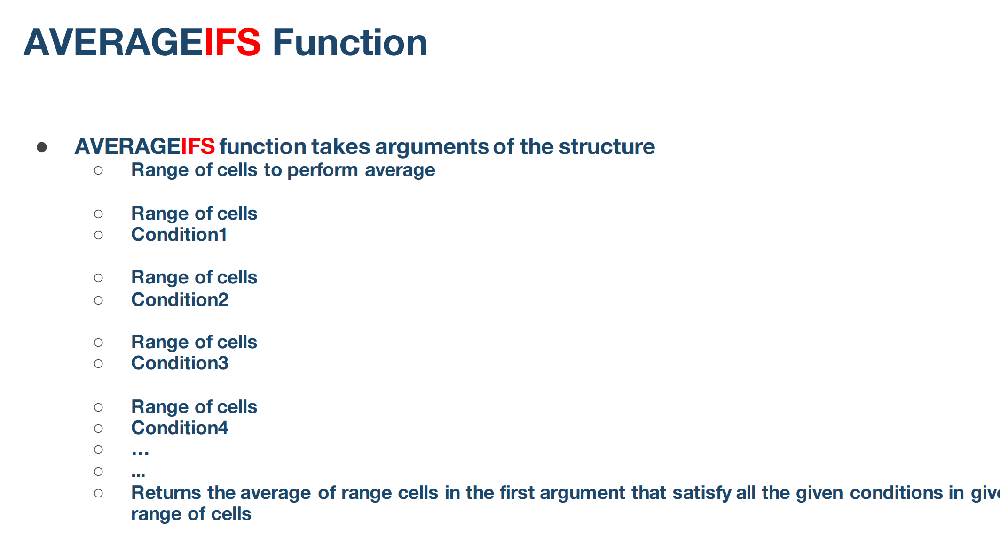 AVERAGEIFS Function
● AVERAGEIFS function takes arguments of the structure
○ Range of cells to perform average
○ Range of cells
○ Condition1
○ Range of cells
○ Condition2
○ Range of cells
○ Condition3
○ Range of cells
○ Condition4
○ ...
○ ...
○ Returns the average of range cells in the first argument that satisfy all the given conditions in
range of cells